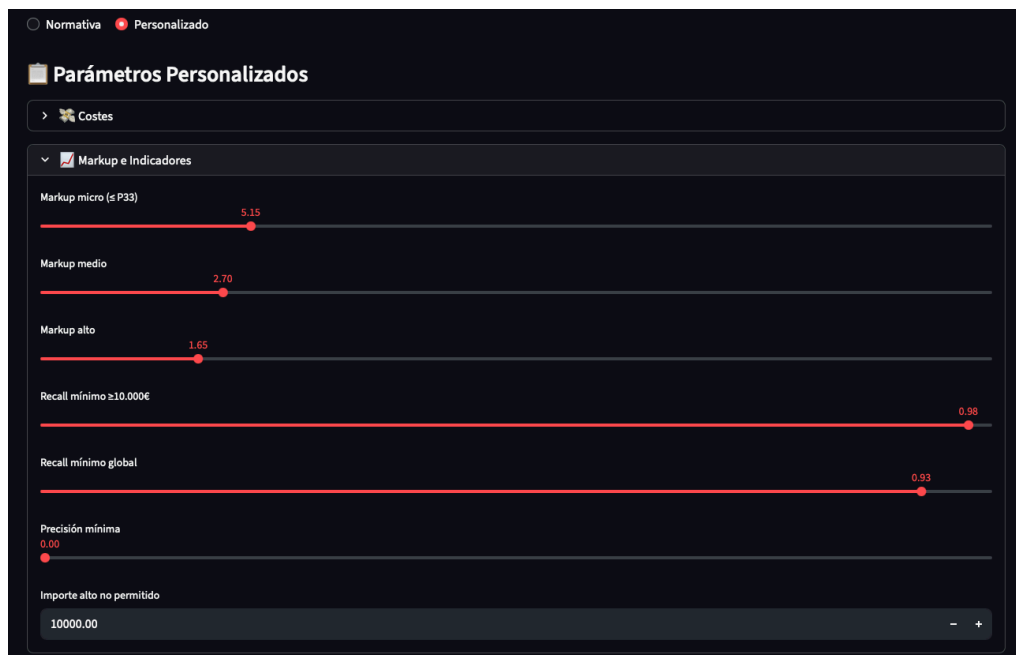 Normativa Personalizado
Parámetros Personalizados
Costes
Markup e Indicadores
Markup micro (≤ P33)
5.15
Markup medio
2.70
Markup alto
1.65
Recall mínimo ≥10.000€
0.98
Recall mínimo global
0.93
Precisión mínima
0.00
Importe alto no permitido
10000.00 − +